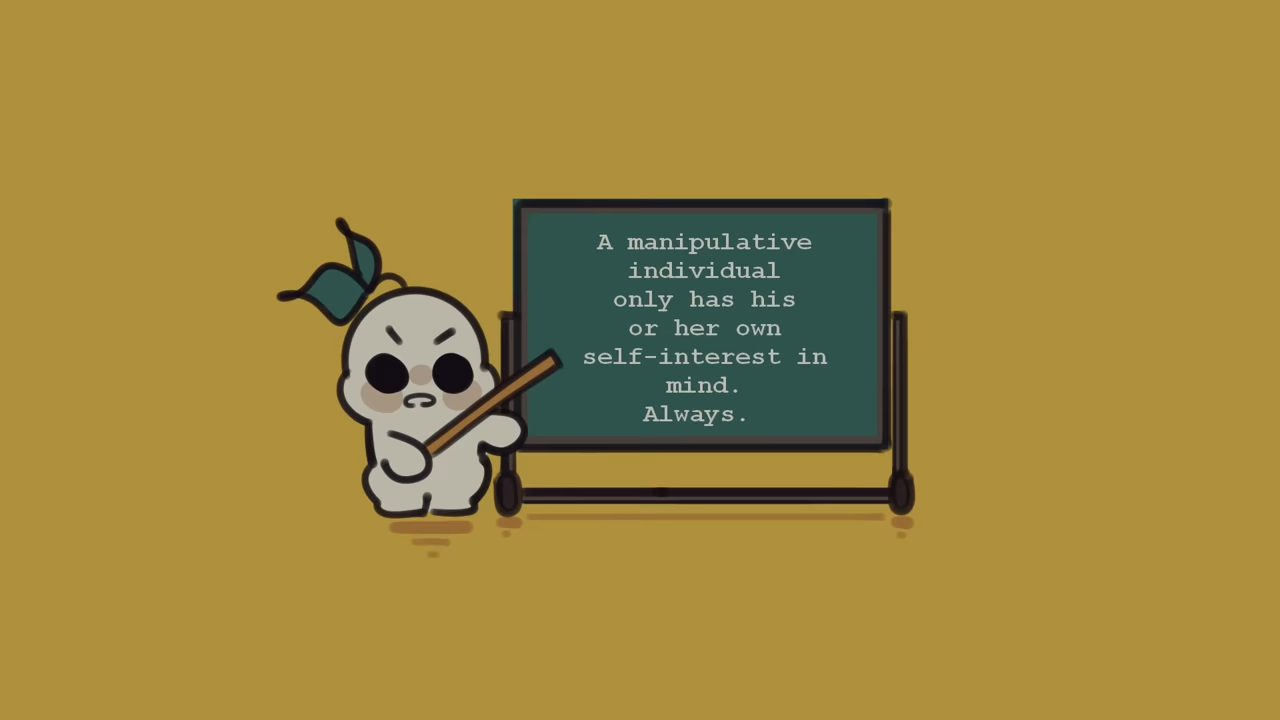 A manipulative
individual
only has his
or her own
self-interest in
mind.
Always.